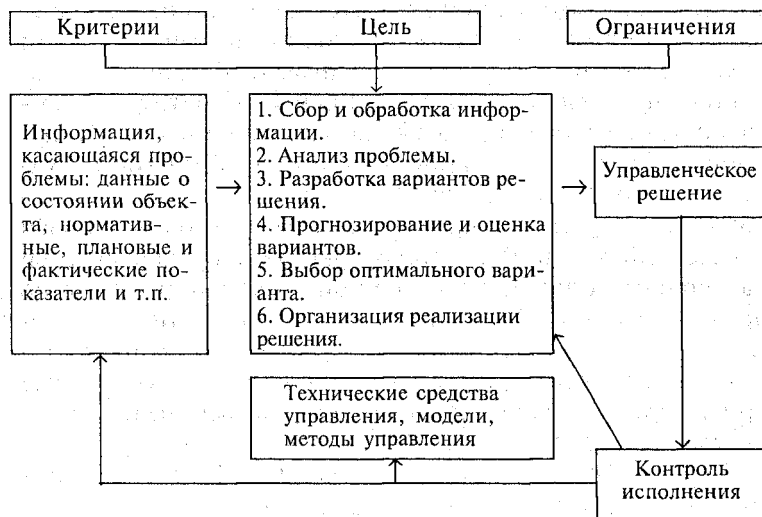 Критерии
Цель
Ограничения
Информация,
касающаяся про-
блемы: данные о
состоянии объек-
та, норматив-
ные, плановые и
фактические по-
казатели и т.п.
1. Сбор и обработка инфор-
мации.
2. Анализ проблемы.
3. Разработка вариантов ре-
шения.
4. Прогнозирование и оценка
вариантов.
5. Выбор оптимального вари-
анта.
6. Организация реализации
решения.
Управленческое
решение
Технические средства
управления, модели,
методы управления
Контроль
исполнения